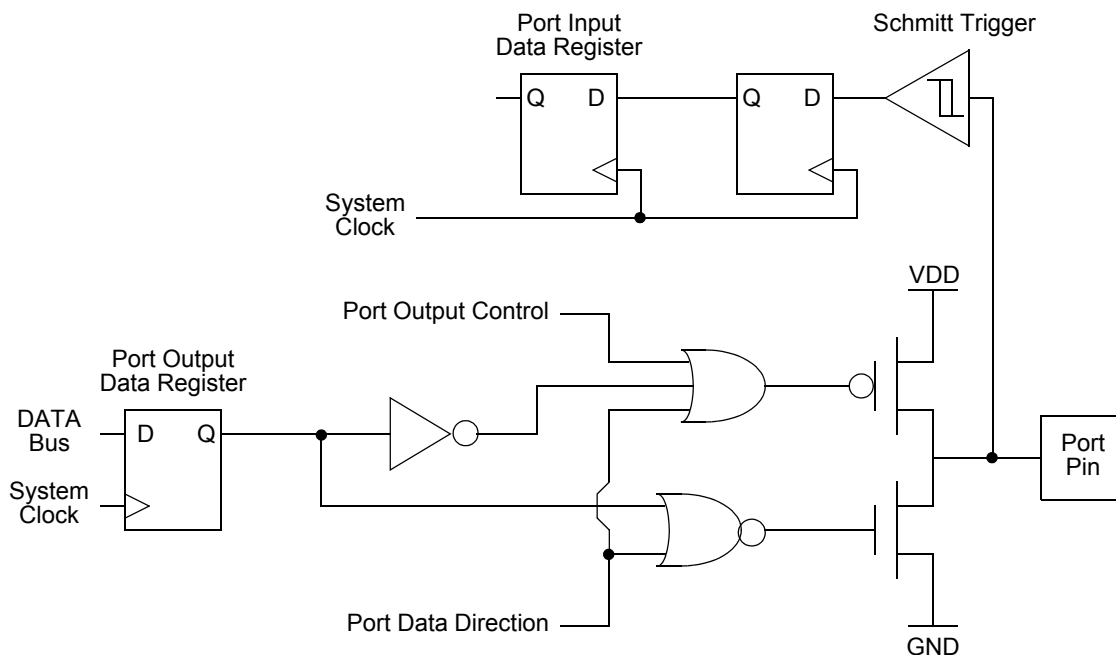 Port Input
Data Register
Schmitt Trigger
Q D
Q D
System
Clock
VDD
Port Output Control
Port Output
Data Register
DATA
Bus
D Q
System
Clock
Port
Pin
Port Data Direction
GND